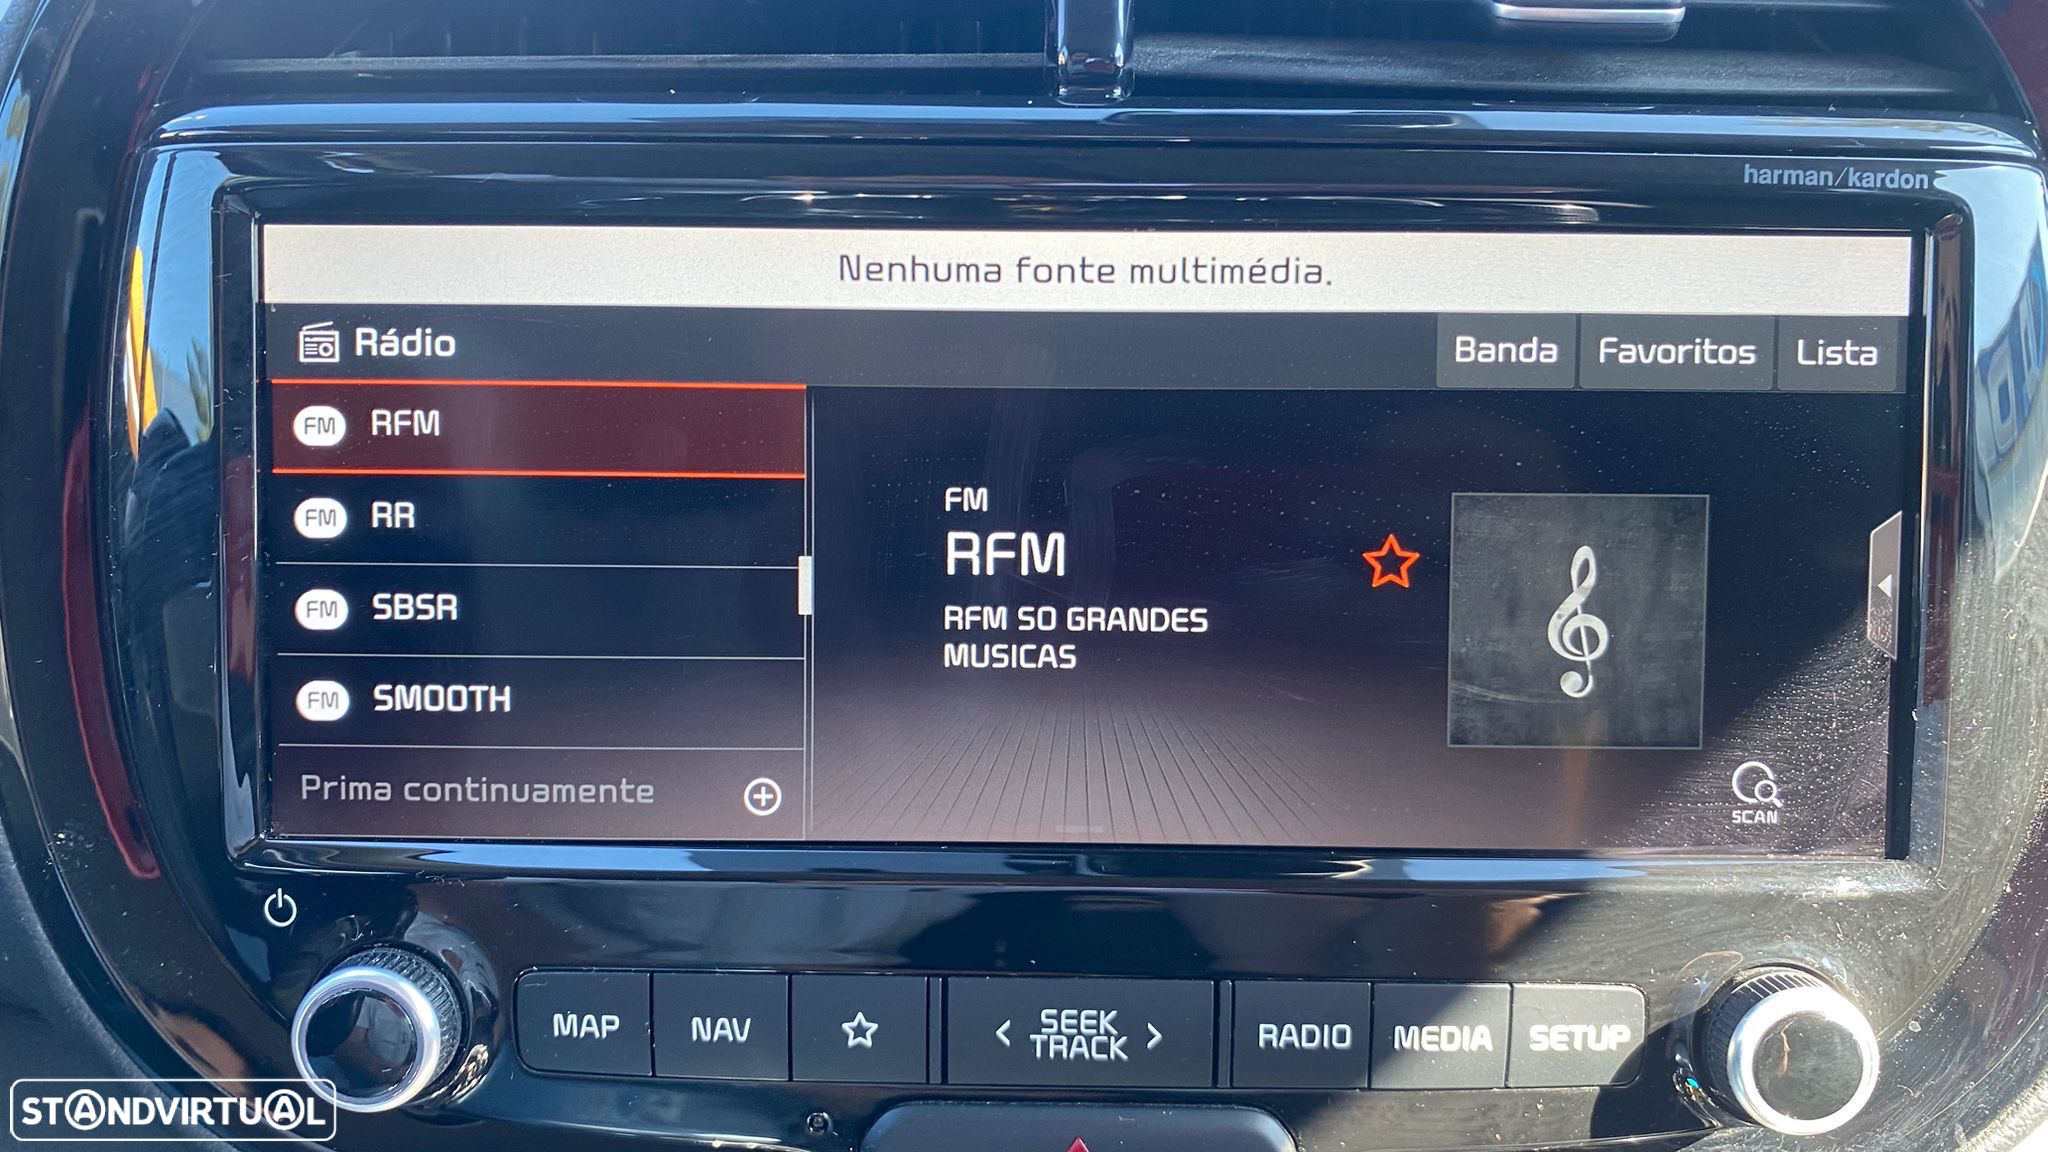 harman/kardon
Nenhuma fonte multimédia.
Rádio
Banda
Favoritos
Lista
FM RFM
FM RR
FM SBSR
FM SMOOTH
Prima continuamente
FM
RFM
RFM SO GRANDES
MUSICAS
SCAN
MAP
NAV
< SEEK >
TRACK
RADIO
MEDIA
SETUP
STANDVIRTUAL